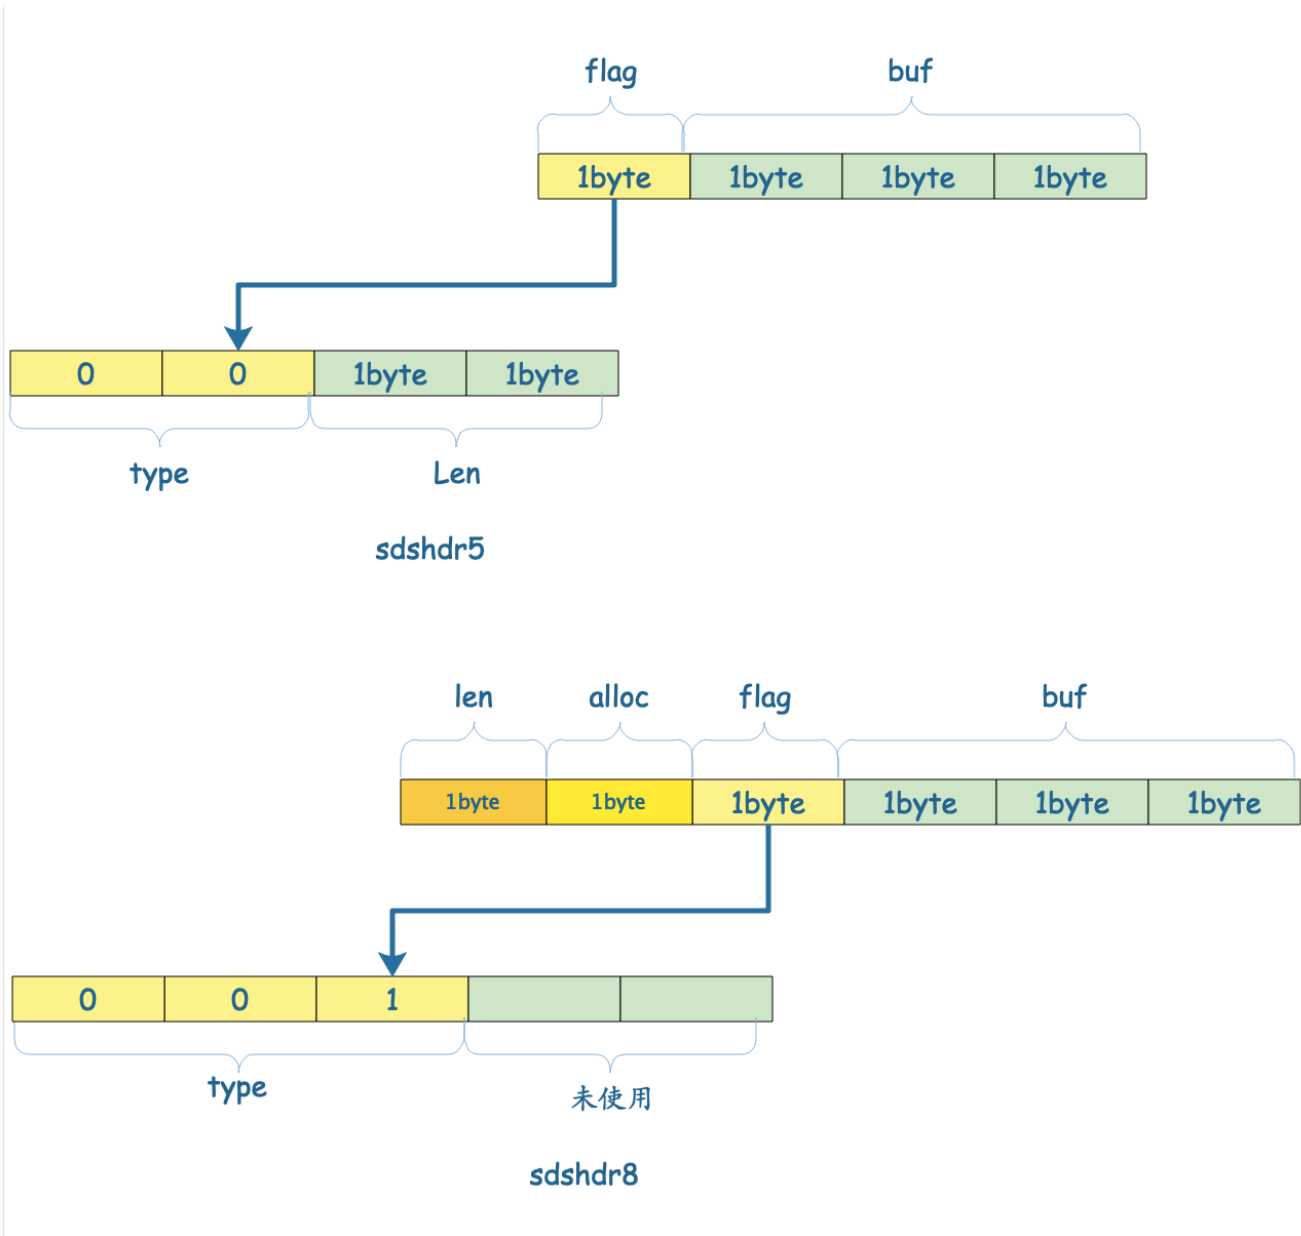 flag buf
1byte 1byte 1byte 1byte
0 0 1byte 1byte
type Len
sdshdr5
len alloc flag buf
1byte 1byte 1byte 1byte 1byte 1byte
0 0 1
type 未使用
sdshdr8